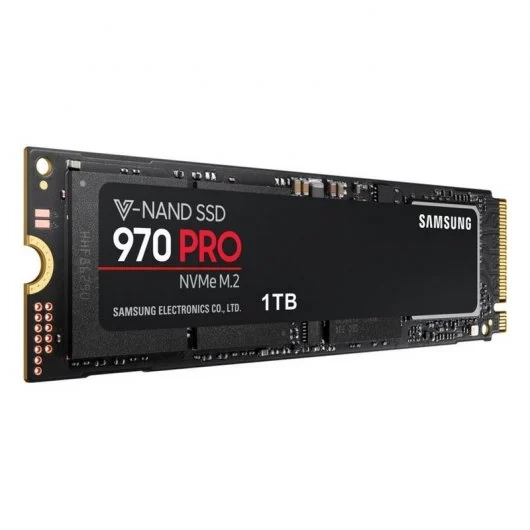 V-NAND SSD
970 PRO
NVMe M.2
SAMSUNG ELECTRONICS CO., LTD.
1TB
SAMSUNG